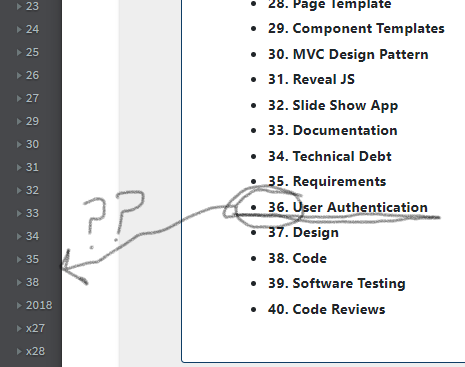 23
24
25
26
27
29
30
31
32
33
34
35
38
2018
x27
x28
??
28. Page Template
29. Component Templates
30. MVC Design Pattern
31. Reveal JS
32. Slide Show App
33. Documentation
34. Technical Debt
35. Requirements
36. User Authentication
37. Design
38. Code
39. Software Testing
40. Code Reviews